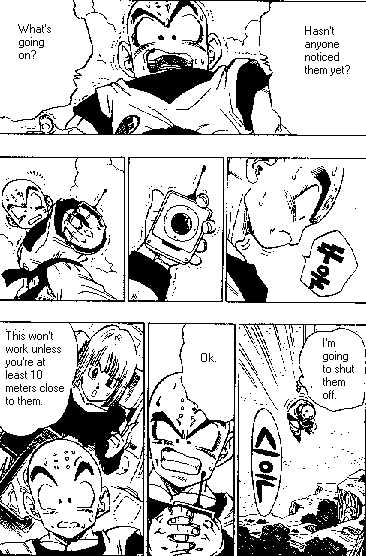 What's
going
on?
Hasn't
anyone
noticed
them yet?
This won't
work unless
you're at
least 10
meters close
to them.
Ok.
I'm
going
to shut
them
off.